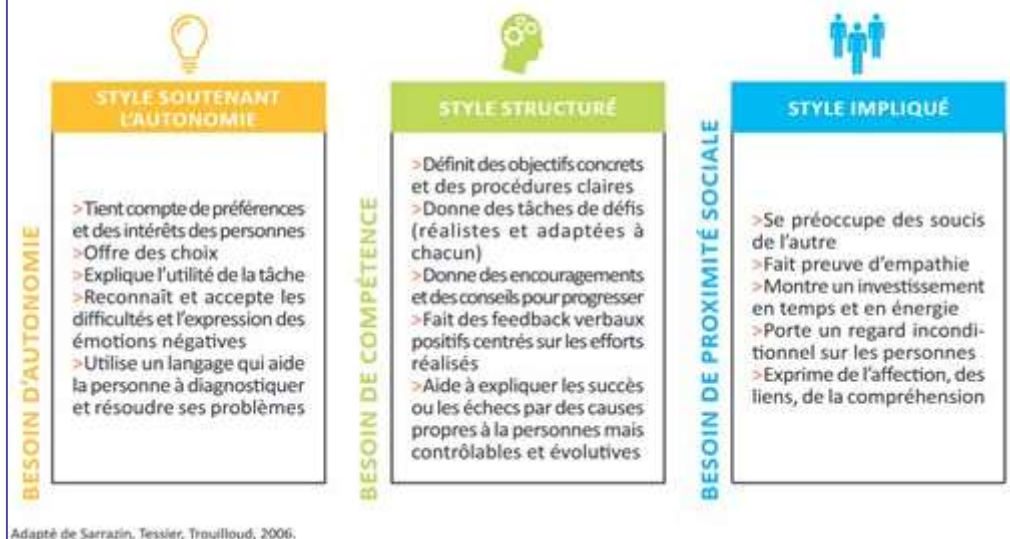 STYLE SOUTENANT
L'AUTONOMIE
BESOIN D'AUTONOMIE
>Tient compte de préférences
et des intérêts des personnes
>Offre des choix
>Explique l'utilité de la tâche
>Reconnaît et accepte les
difficultés et l'expression des
émotions négatives
>Utilise un langage qui aide
la personne à diagnostiquer
et résoudre ses problèmes
STYLE STRUCTURÉ
BESOIN DE COMPÉTENCE
>Définit des objectifs concrets
et des procédures claires
>Donne des tâches de défis
(réalistes et adaptées à
chacun)
>Donne des encouragements
et des conseils pour progresser
>Fait des feedback verbaux
positifs centrés sur les efforts
réalisés
>Aide à expliquer les succès
ou les échecs par des causes
propres à la personnes mais
contrôlables et évolutives
STYLE IMPLIQUÉ
BESOIN DE PROXIMITÉ SOCIALE
>Se préoccupe des soucis
de l'autre
>Fait preuve d'empathie
>Montre un investissement
en temps et en énergie
>Porte un regard incondi-
tionnel sur les personnes
>Exprime de l'affection, des
liens, de la compréhension
Adapté de Sarrazin, Tessier, Trouilloud, 2006.